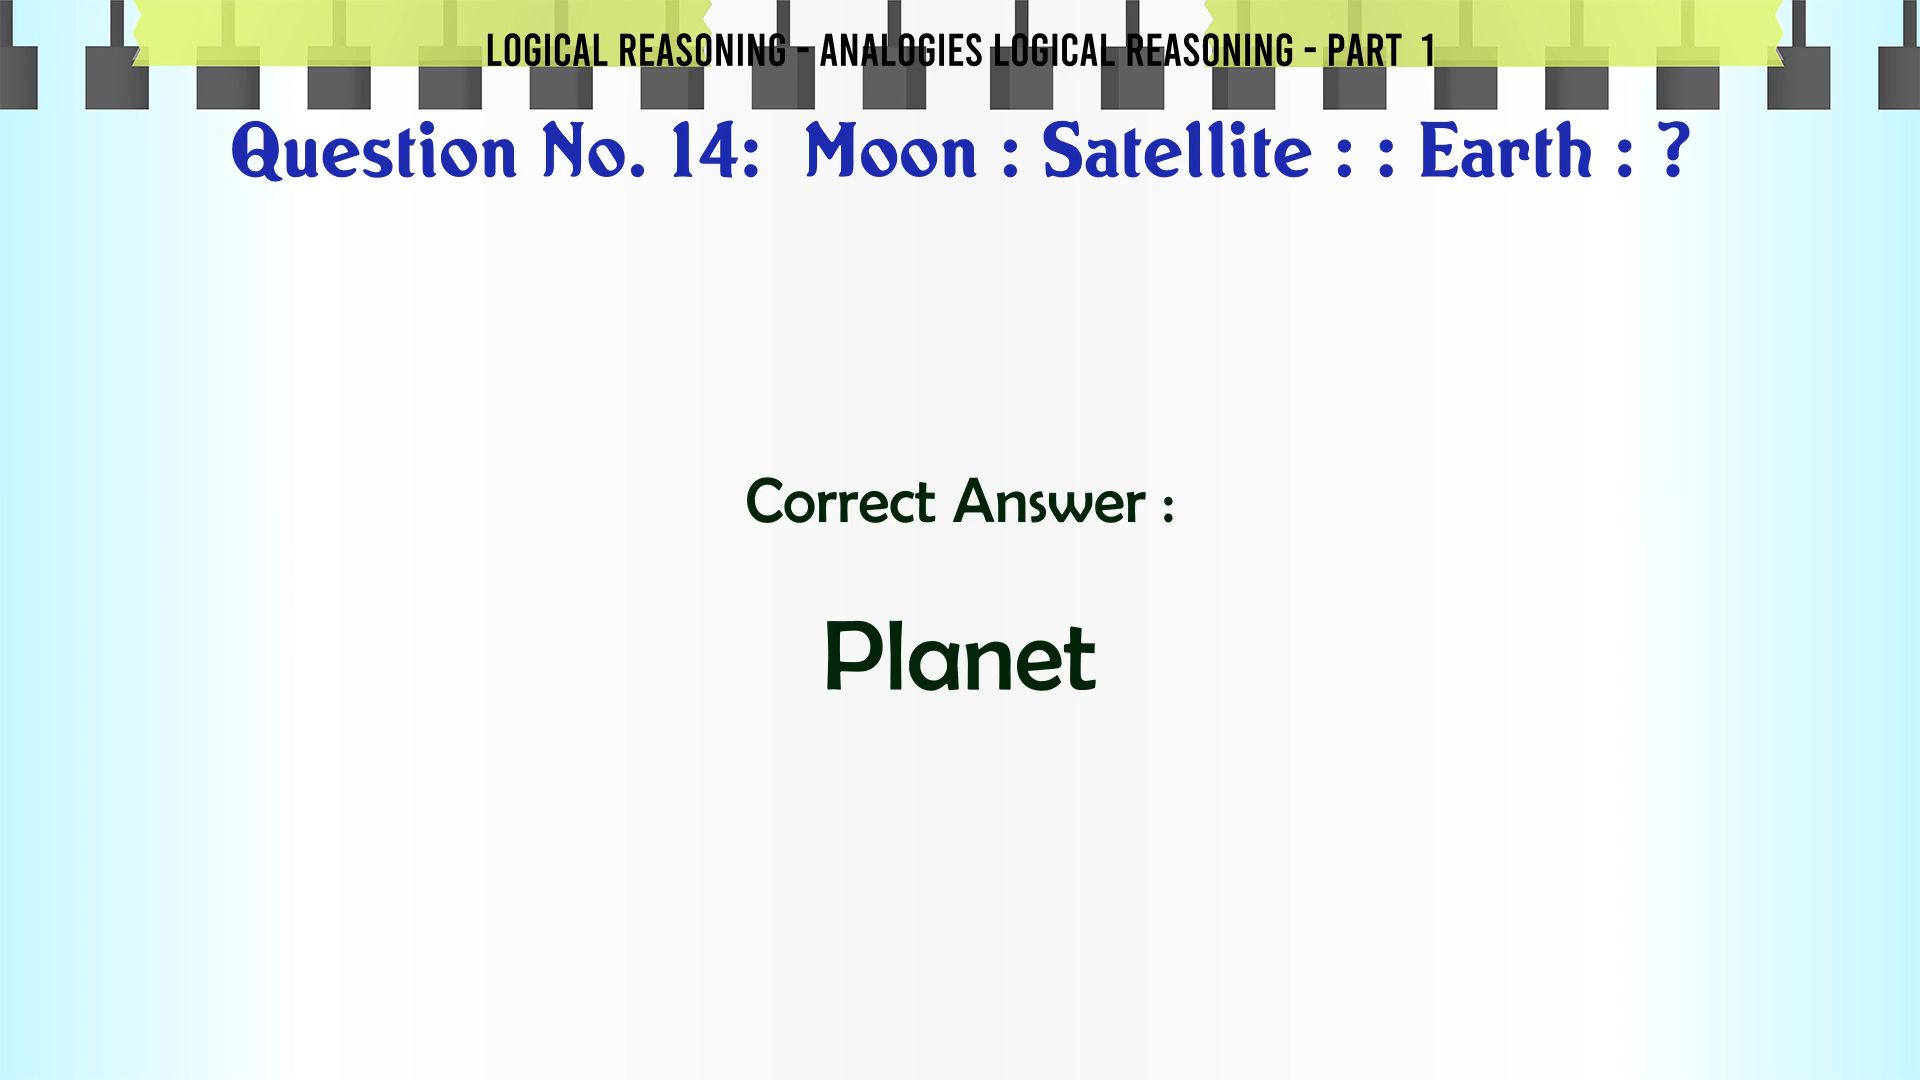 LOGICAL REASONING - ANALOGIES LOGICAL REASONING - PART 1
Question No. 14: Moon : Satellite : : Earth : ?
Correct Answer :
Planet